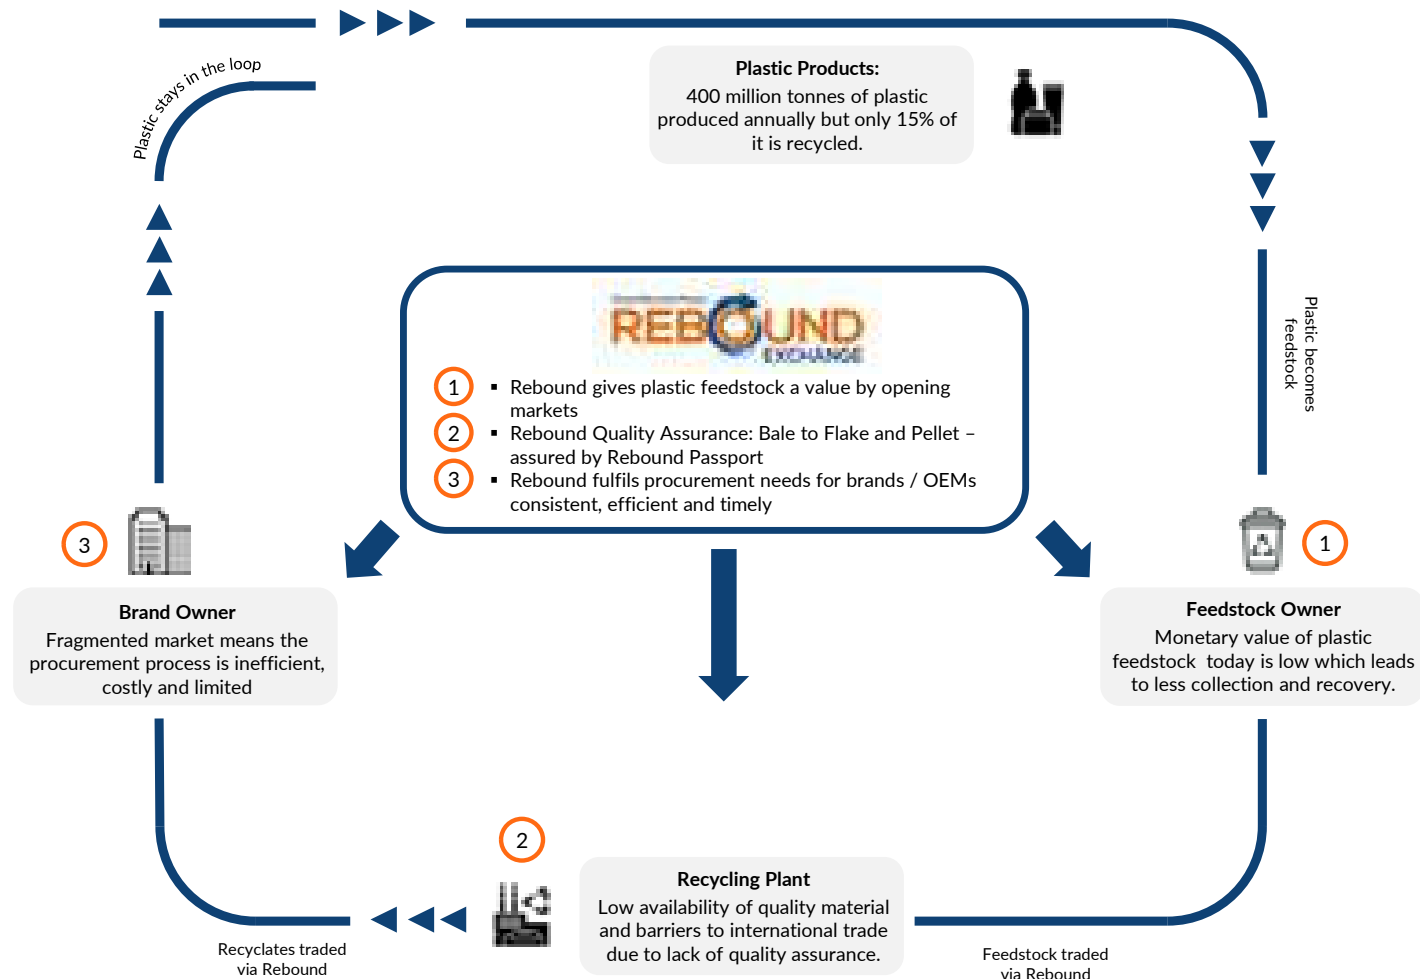 Plastic stays in the loop
Plastic Products:
400 million tonnes of plastic
produced annually but only 15% of
it is recycled.
REBOUND
EXCHANGE
1
▪ Rebound gives plastic feedstock a value by opening
markets
2
▪ Rebound Quality Assurance: Bale to Flake and Pellet –
assured by Rebound Passport
3
▪ Rebound fulfils procurement needs for brands / OEMs
consistent, efficient and timely
Plastic becomes
feedstock
3
Brand Owner
Fragmented market means the
procurement process is inefficient,
costly and limited
1
Feedstock Owner
Monetary value of plastic
feedstock  today is low which leads
to less collection and recovery.
2
Recycling Plant
Low availability of quality material
and barriers to international trade
due to lack of quality assurance.
Recyclates traded
via Rebound
Feedstock traded
via Rebound